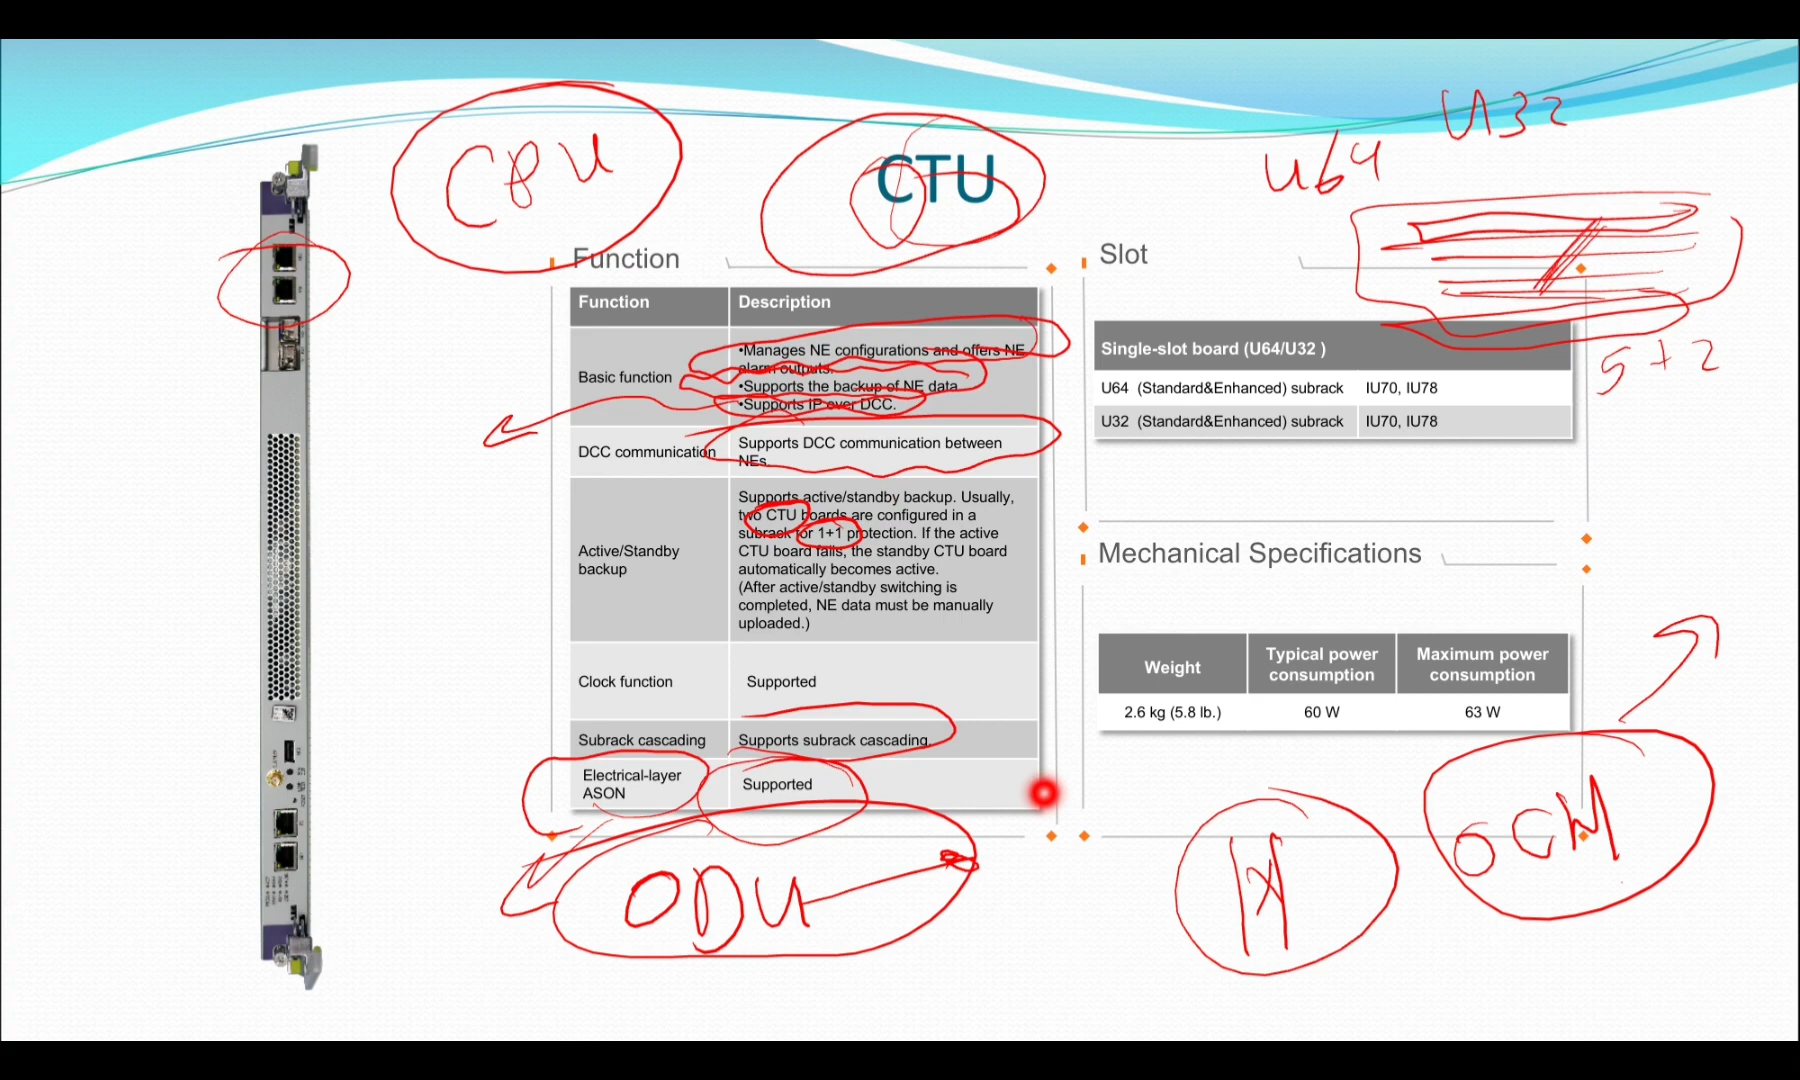 CPU
CTU
U64
U32
Function
Function
Description
Basic function
•Manages NE configurations and offers NE
alarm outputs.
•Supports the backup of NE data
•Supports IP over DCC.
DCC communication
Supports DCC communication between
NEs.
Active/Standby
backup
Supports active/standby backup. Usually,
two CTU boards are configured in a
subrack for 1+1 protection. If the active
CTU board fails, the standby CTU board
automatically becomes active.
(After active/standby switching is
completed, NE data must be manually
uploaded.)
Clock function
Supported
Subrack cascading
Supports subrack cascading.
Electrical-layer
ASON
Supported
ODU
Slot
5+2
Single-slot board (U64/U32 )
U64 (Standard&Enhanced) subrack
IU70, IU78
U32 (Standard&Enhanced) subrack
IU70, IU78
Mechanical Specifications
Weight
Typical power
consumption
Maximum power
consumption
2.6 kg (5.8 lb.)
60 W
63 W
OCM